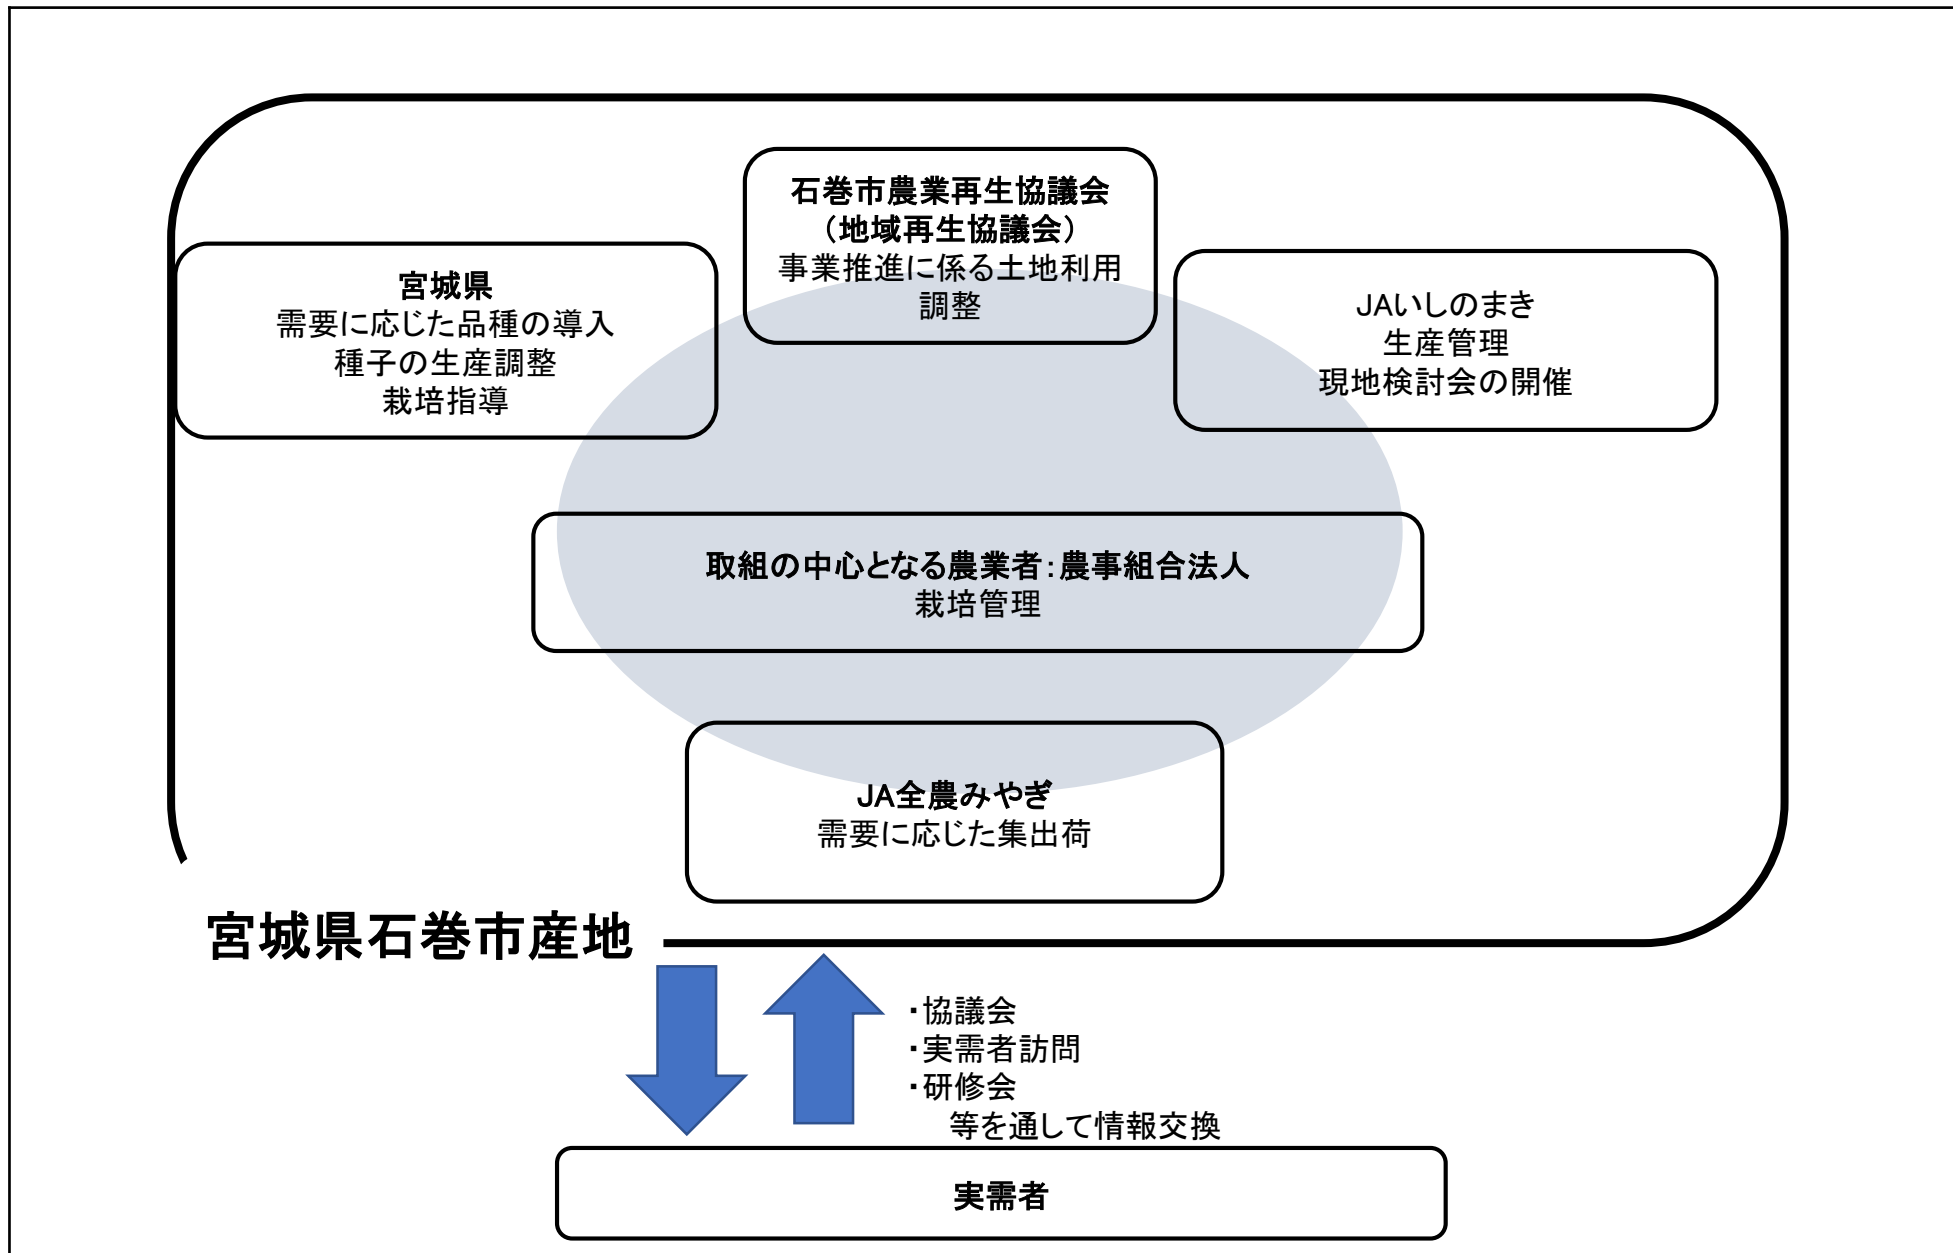 石巻市農業再生協議会
（地域再生協議会）
事業推進に係る土地利用
調整
宮城県
需要に応じた品種の導入
種子の生産調整
栽培指導
JAいしのまき
生産管理
現地検討会の開催
取組の中心となる農業者：農事組合法人
栽培管理
JA全農みやぎ
需要に応じた集出荷
宮城県石巻市産地
・協議会
・実需者訪問
・研修会
等を通して情報交換
実需者